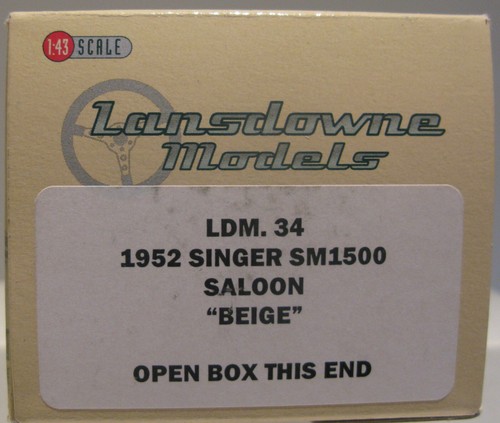 1:43 SCALE
Lansdowne
Models
LDM. 34
1952 SINGER SM1500
SALOON
“BEIGE”
OPEN BOX THIS END